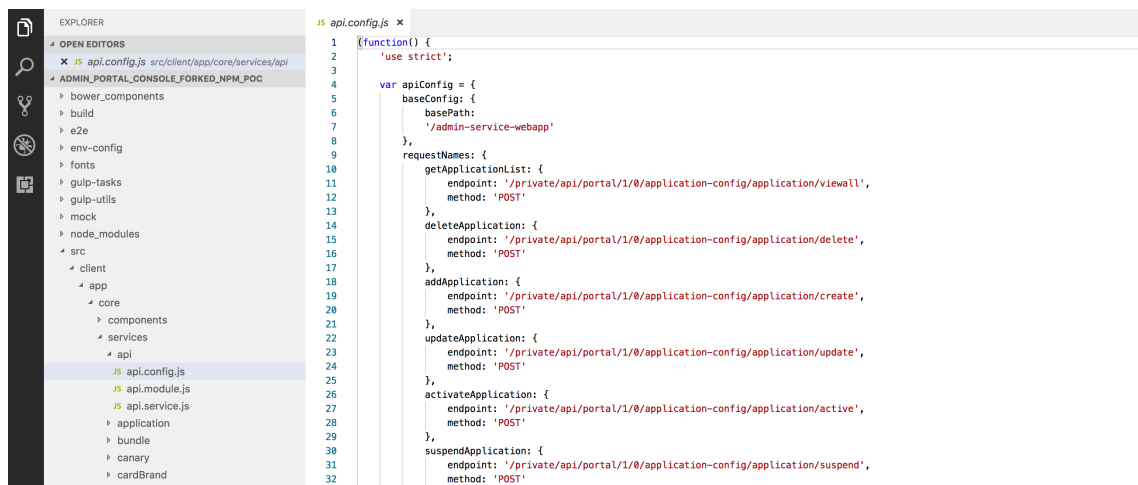 EXPLORER
OPEN EDITORS
JS api.config.js src/client/app/core/services/api
ADMIN_PORTAL_CONSOLE_FORKED_NPM_POC
bower_components
build
e2e
env-config
fonts
gulp-tasks
gulp-utils
mock
node_modules
src
client
app
core
components
services
api
JS api.config.js
JS api.module.js
JS api.service.js
application
bundle
canary
cardBrand
JS api.config.js
1 (function() {
2 'use strict';
3
4 var apiConfig = {
5 baseConfig: {
6 basePath:
7 '/admin-service-webapp'
8 },
9 requestNames: {
10 getApplicationList: {
11 endpoint: '/private/api/portal/1/0/application-config/application/viewall',
12 method: 'POST'
13 },
14 deleteApplication: {
15 endpoint: '/private/api/portal/1/0/application-config/application/delete',
16 method: 'POST'
17 },
18 addApplication: {
19 endpoint: '/private/api/portal/1/0/application-config/application/create',
20 method: 'POST'
21 },
22 updateApplication: {
23 endpoint: '/private/api/portal/1/0/application-config/application/update',
24 method: 'POST'
25 },
26 activateApplication: {
27 endpoint: '/private/api/portal/1/0/application-config/application/active',
28 method: 'POST'
29 },
30 suspendApplication: {
31 endpoint: '/private/api/portal/1/0/application-config/application/suspend',
32 method: 'POST'